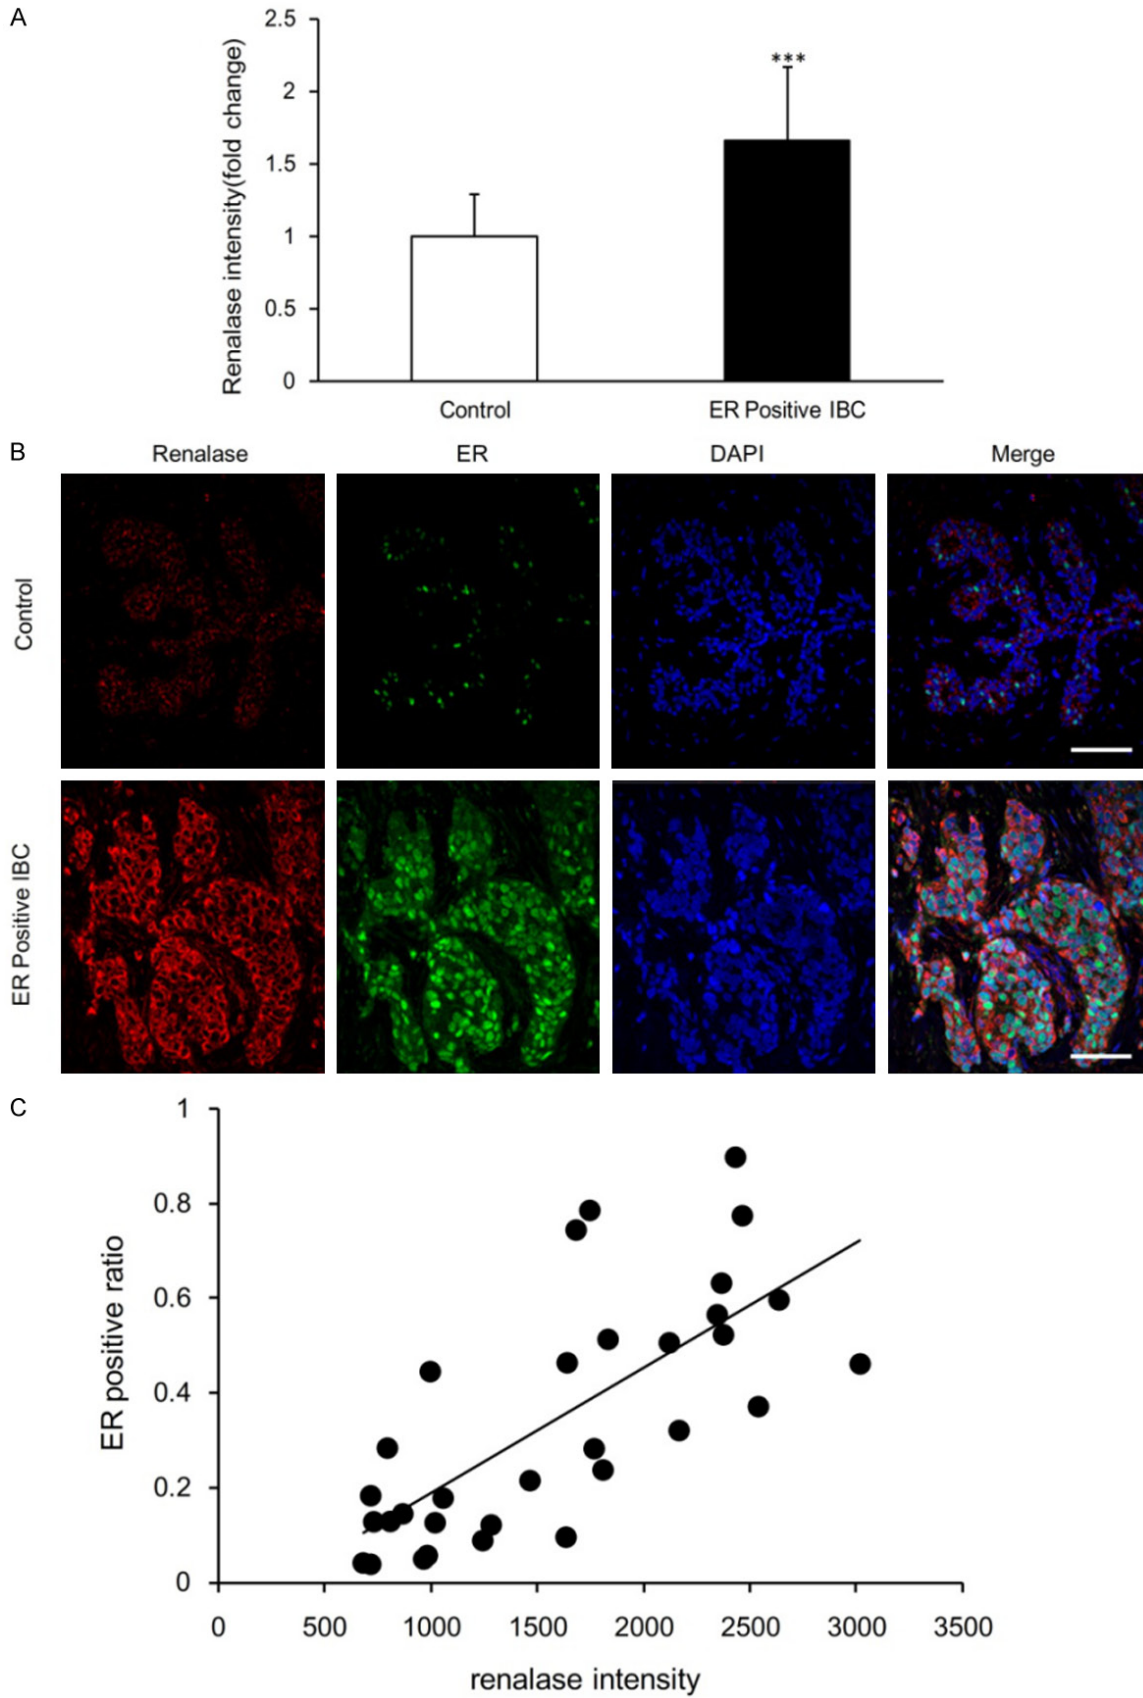 A
Renalase intensity(fold change)
2.5
2
1.5
1
0.5
0
***
Control
ER Positive IBC
B
Renalase
ER
DAPI
Merge
Control
ER Positive IBC
C
ER positive ratio
1
0.8
0.6
0.4
0.2
0
0
500
1000
1500
2000
2500
3000
3500
renalase intensity